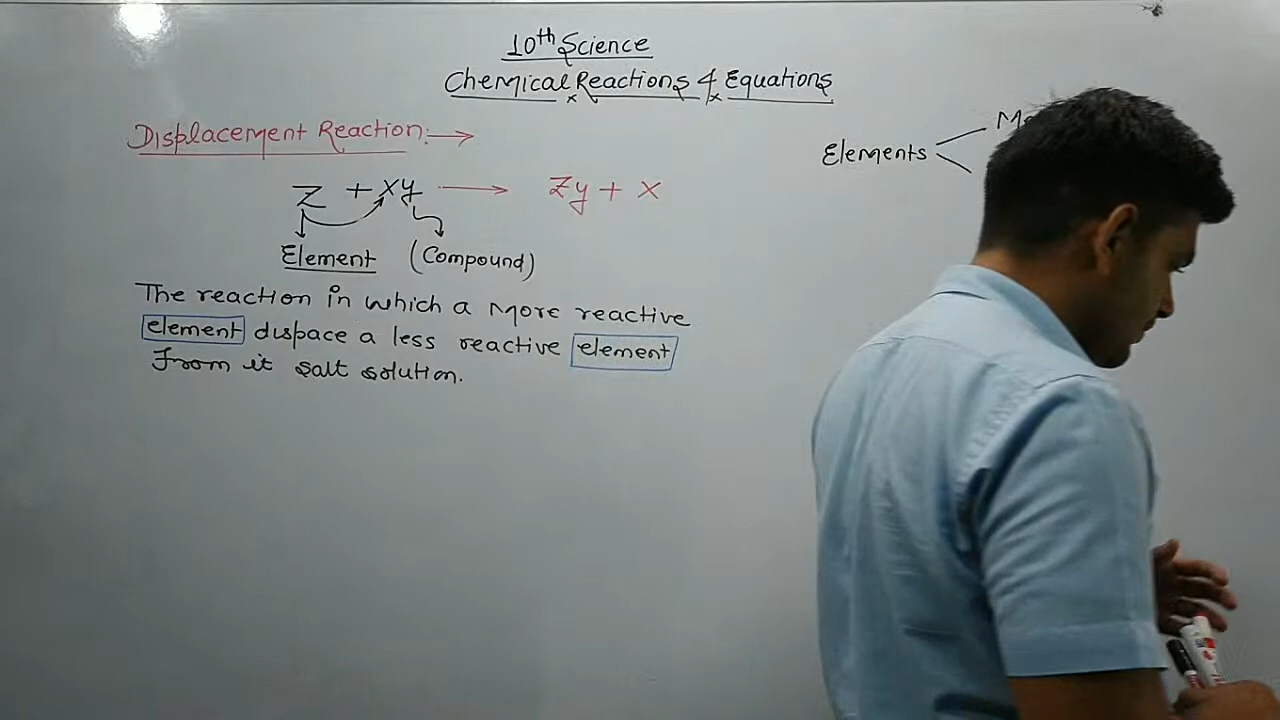 10th Science
Chemical Reactions & Equations
Displacement Reaction:→
Z + xy → Zy + x
Element (Compound)
The reaction in which a More reactive
element dispace a less reactive element
From it salt solution.
Elements